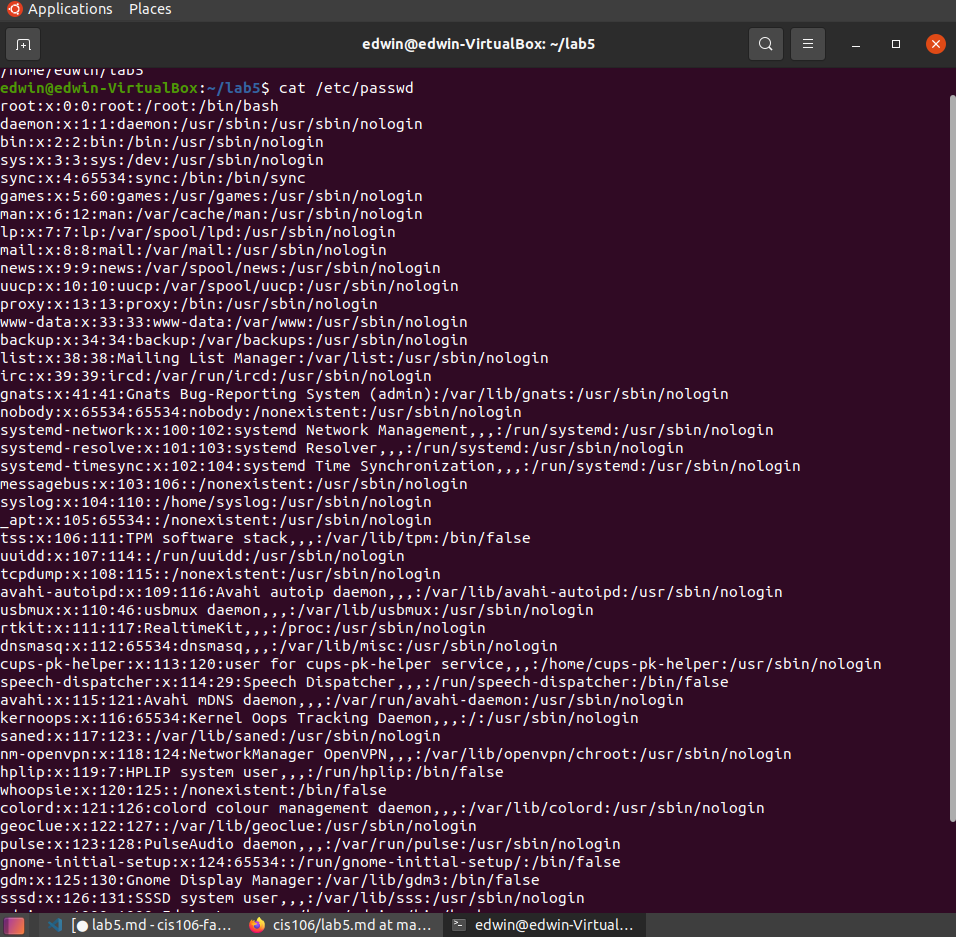 Applications Places
edwin@edwin-VirtualBox: ~/lab5
/home/edwin/lab5
edwin@edwin-VirtualBox:~/lab5$ cat /etc/passwd
root:x:0:0:root:/root:/bin/bash
daemon:x:1:1:daemon:/usr/sbin:/usr/sbin/nologin
bin:x:2:2:bin:/bin:/usr/sbin/nologin
sys:x:3:3:sys:/dev:/usr/sbin/nologin
sync:x:4:65534:sync:/bin:/bin/sync
games:x:5:60:games:/usr/games:/usr/sbin/nologin
man:x:6:12:man:/var/cache/man:/usr/sbin/nologin
lp:x:7:7:lp:/var/spool/lpd:/usr/sbin/nologin
mail:x:8:8:mail:/var/mail:/usr/sbin/nologin
news:x:9:9:news:/var/spool/news:/usr/sbin/nologin
uucp:x:10:10:uucp:/var/spool/uucp:/usr/sbin/nologin
proxy:x:13:13:proxy:/bin:/usr/sbin/nologin
www-data:x:33:33:www-data:/var/www:/usr/sbin/nologin
backup:x:34:34:backup:/var/backups:/usr/sbin/nologin
list:x:38:38:Mailing List Manager:/var/list:/usr/sbin/nologin
irc:x:39:39:ircd:/var/run/ircd:/usr/sbin/nologin
gnats:x:41:41:Gnats Bug-Reporting System (admin):/var/lib/gnats:/usr/sbin/nologin
nobody:x:65534:65534:nobody:/nonexistent:/usr/sbin/nologin
systemd-network:x:100:102:systemd Network Management,,,:/run/systemd:/usr/sbin/nologin
systemd-resolve:x:101:103:systemd Resolver,,,:/run/systemd:/usr/sbin/nologin
systemd-timesync:x:102:104:systemd Time Synchronization,,,:/run/systemd:/usr/sbin/nologin
messagebus:x:103:106::/nonexistent:/usr/sbin/nologin
syslog:x:104:110::/home/syslog:/usr/sbin/nologin
_apt:x:105:65534::/nonexistent:/usr/sbin/nologin
tss:x:106:111:TPM software stack,,,:/var/lib/tpm:/bin/false
uuidd:x:107:114::/run/uuidd:/usr/sbin/nologin
tcpdump:x:108:115::/nonexistent:/usr/sbin/nologin
avahi-autoipd:x:109:116:Avahi autoip daemon,,,:/var/lib/avahi-autoipd:/usr/sbin/nologin
usbmux:x:110:46:usbmux daemon,,,:/var/lib/usbmux:/usr/sbin/nologin
rtkit:x:111:117:RealtimeKit,,,:/proc:/usr/sbin/nologin
dnsmasq:x:112:65534:dnsmasq,,,:/var/lib/misc:/usr/sbin/nologin
cups-pk-helper:x:113:120:user for cups-pk-helper service,,,:/home/cups-pk-helper:/usr/sbin/nologin
speech-dispatcher:x:114:29:Speech Dispatcher,,,:/run/speech-dispatcher:/bin/false
avahi:x:115:121:Avahi mDNS daemon,,,:/var/run/avahi-daemon:/usr/sbin/nologin
kernoops:x:116:65534:Kernel Oops Tracking Daemon,,,:/:/usr/sbin/nologin
saned:x:117:123::/var/lib/saned:/usr/sbin/nologin
nm-openvpn:x:118:124:NetworkManager OpenVPN,,,:/var/lib/openvpn/chroot:/usr/sbin/nologin
hplip:x:119:7:HPLIP system user,,,:/run/hplip:/bin/false
whoopsie:x:120:125::/nonexistent:/bin/false
colord:x:121:126:colord colour management daemon,,,:/var/lib/colord:/usr/sbin/nologin
geoclue:x:122:127::/var/lib/geoclue:/usr/sbin/nologin
pulse:x:123:128:PulseAudio daemon,,,:/var/run/pulse:/usr/sbin/nologin
gnome-initial-setup:x:124:65534::/run/gnome-initial-setup/:/bin/false
gdm:x:125:130:Gnome Display Manager:/var/lib/gdm3:/bin/false
sssd:x:126:131:SSSD system user,,,:/var/lib/sss:/usr/sbin/nologin
[● lab5.md - cis106-fa... cis106/lab5.md at ma... edwin@edwin-Virtual...